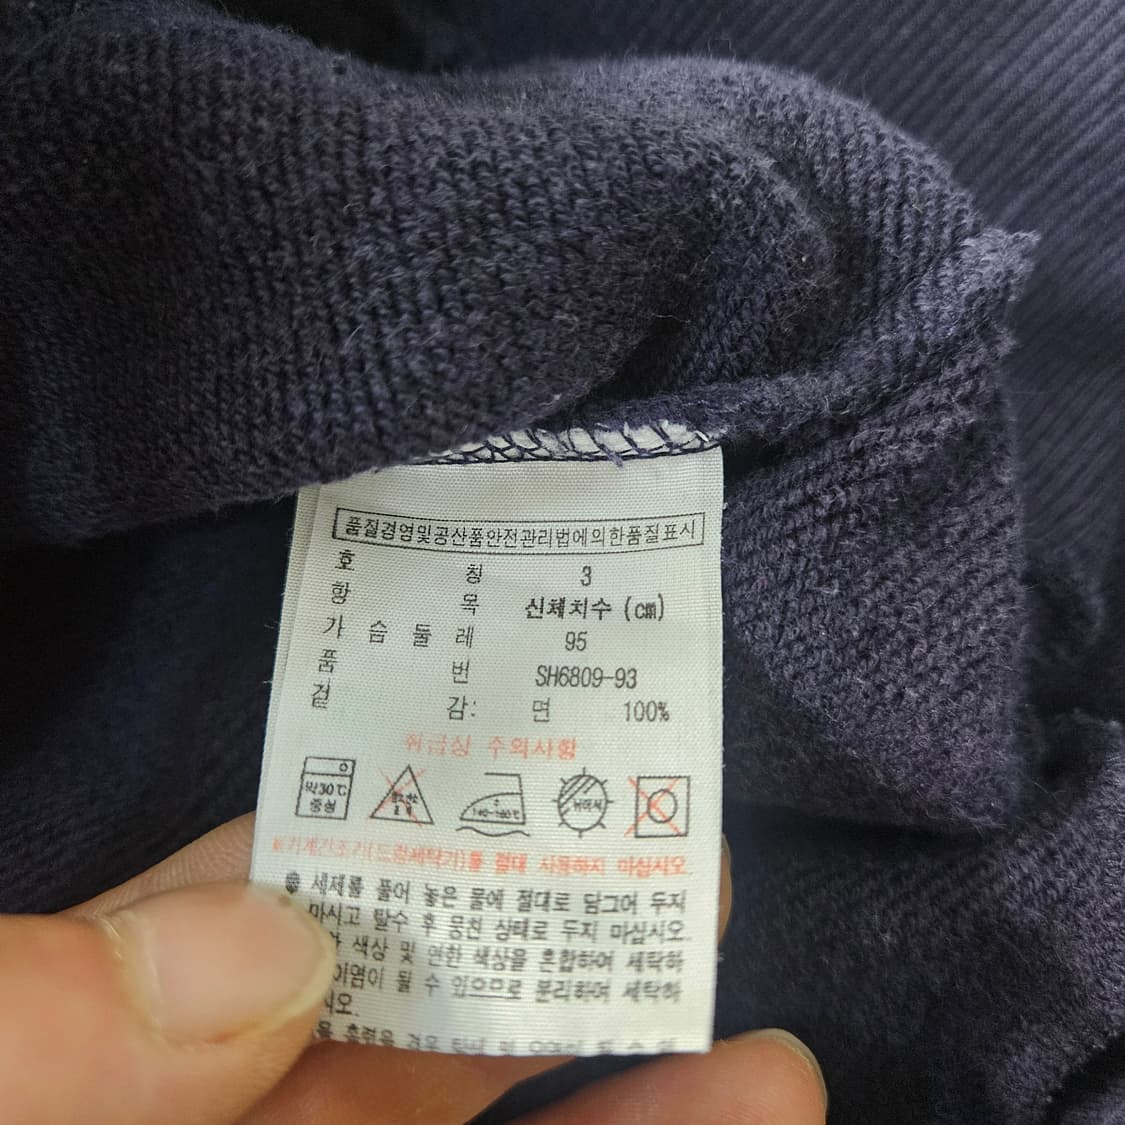 품질경영및공산품안전관리법에의한품질표시
호 칭 3
항 목 신체치수 (cm)
가 슴 둘 레 95
품 번 SH6809-93
겉 감: 면 100%
취급상 주의사항
약30℃ 중성 140~160℃
※기계건조기(드럼세탁기)를 절대 사용하지 마십시오.
세제를 풀어 놓은 물에 절대로 담그어 두지
마시고 탈수 후 뭉친 상태로 두지 마십시오.
색상 및 연한 색상을 혼합하여 세탁하
이염이 될 수 있으므로 분리하여 세탁하
시오.